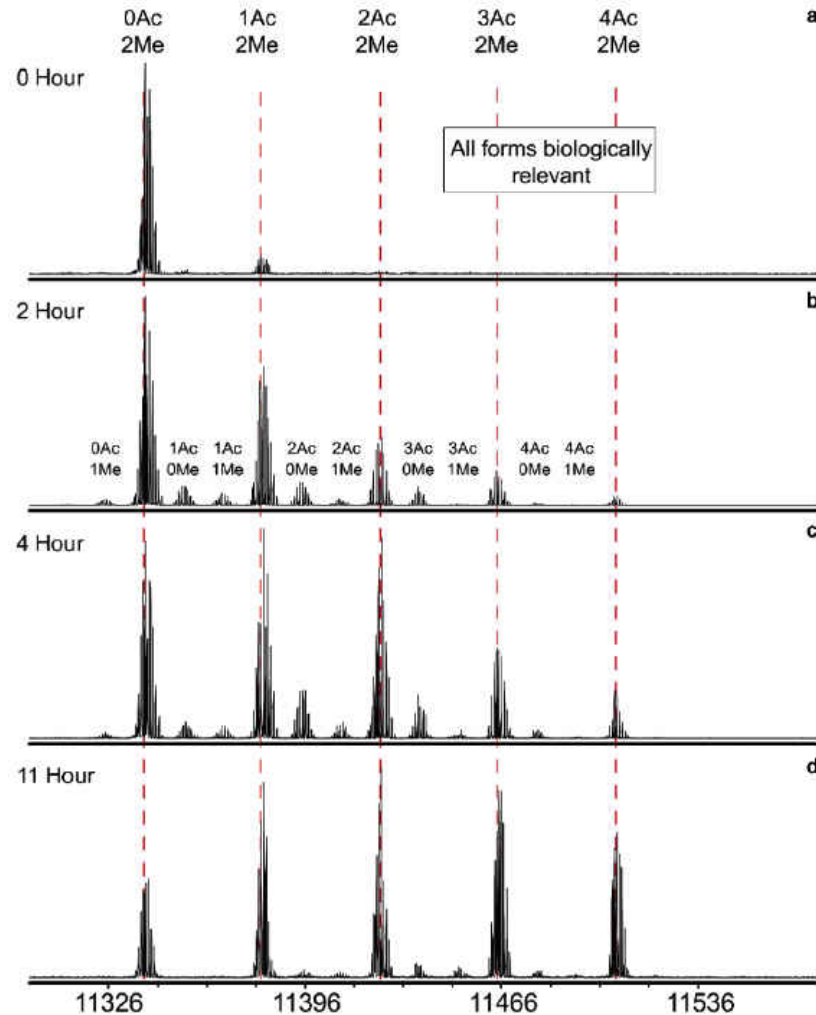 0Ac 1Ac 2Ac 3Ac 4Ac a
2Me 2Me 2Me 2Me 2Me
0 Hour
All forms biologically
relevant
2 Hour b
0Ac 1Ac 1Ac 2Ac 2Ac 3Ac 3Ac 4Ac 4Ac
1Me 0Me 1Me 0Me 1Me 0Me 1Me 0Me 1Me
4 Hour c
11 Hour d
11326 11396 11466 11536